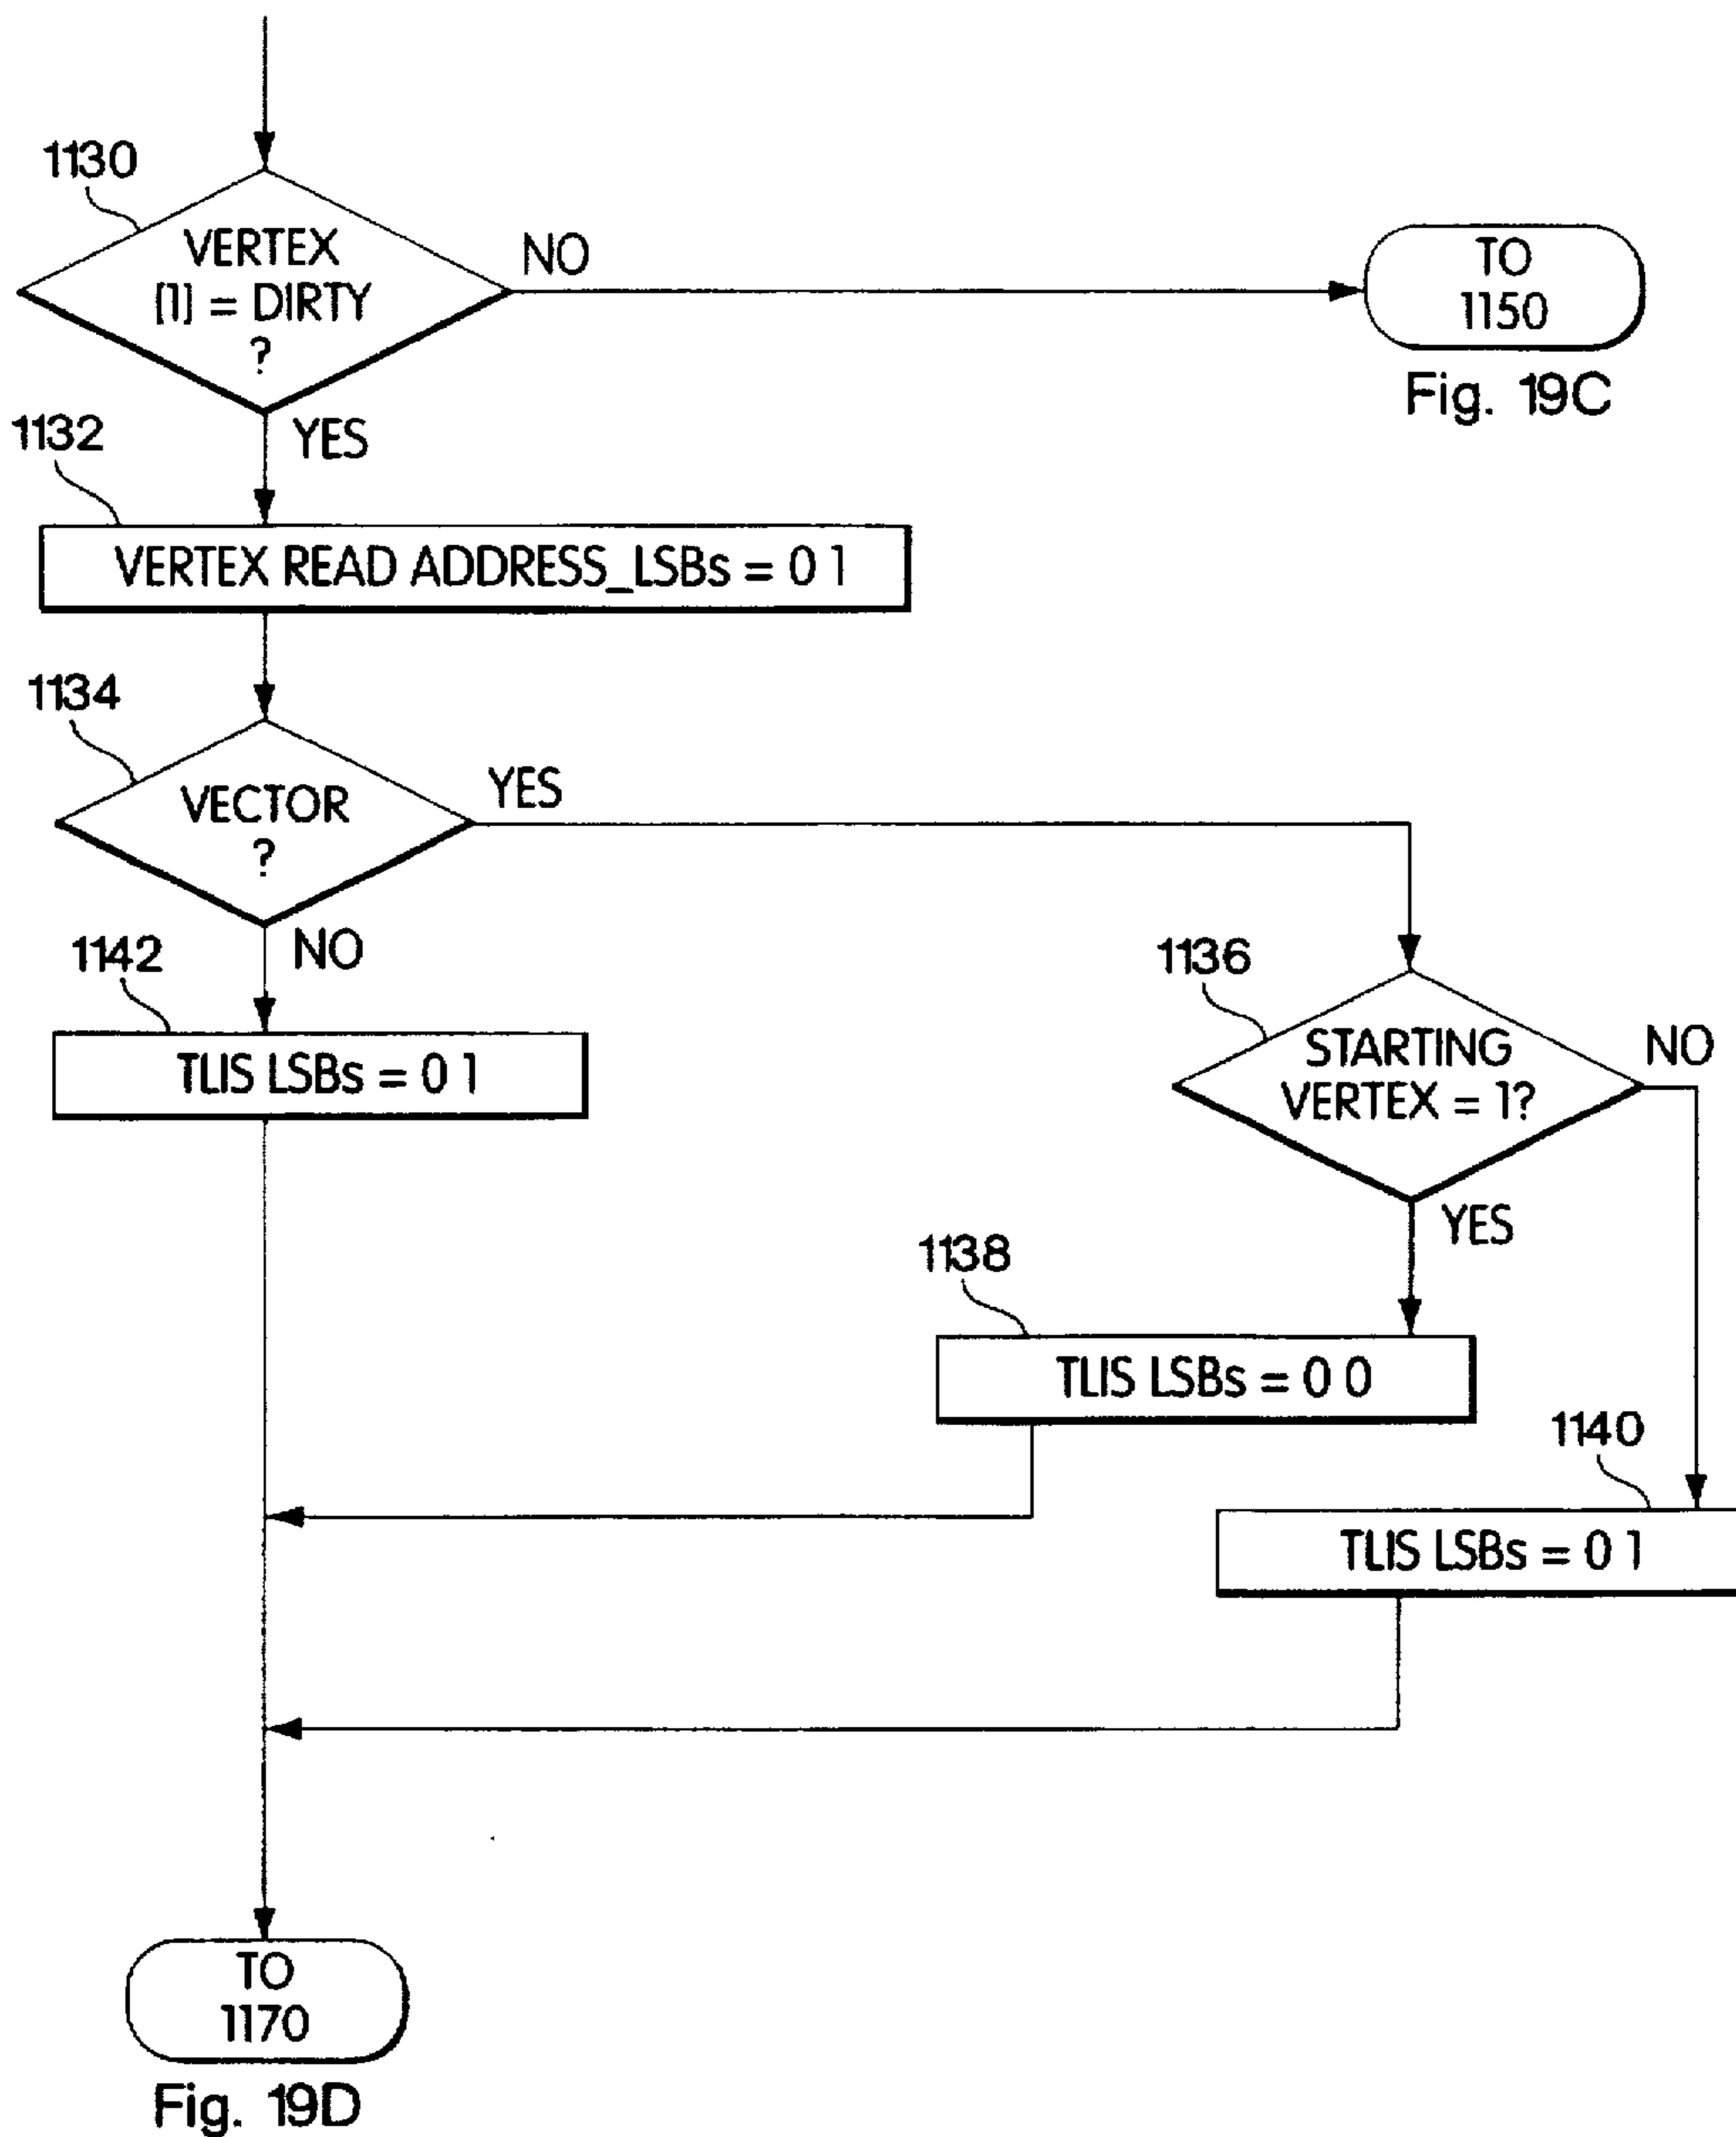 1130
VERTEX
[1] = DIRTY
?
NO
TO
1150
Fig. 19C
YES
1132
VERTEX READ ADDRESS_LSBs = 0 1
1134
VECTOR
?
YES
NO
1142
TLIS LSBs = 0 1
1136
STARTING
VERTEX = 1?
NO
YES
1138
TLIS LSBs = 0 0
1140
TLIS LSBs = 0 1
TO
1170
Fig. 19D